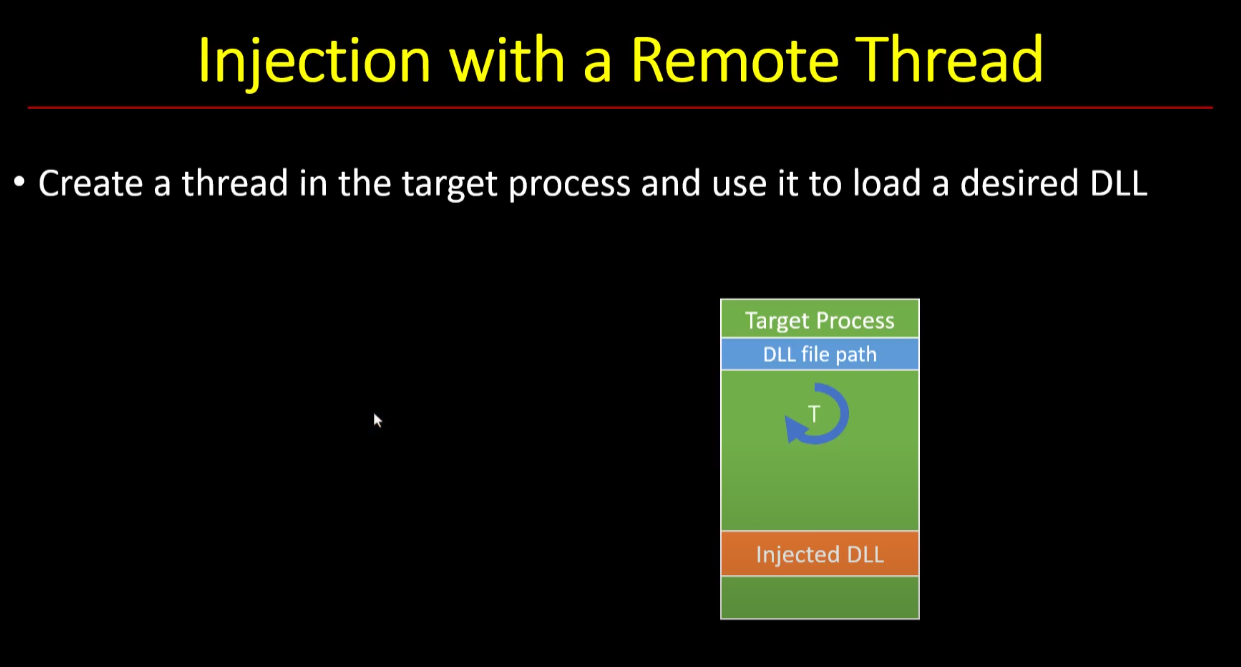 Injection with a Remote Thread
• Create a thread in the target process and use it to load a desired DLL
Target Process
DLL file path
T
Injected DLL